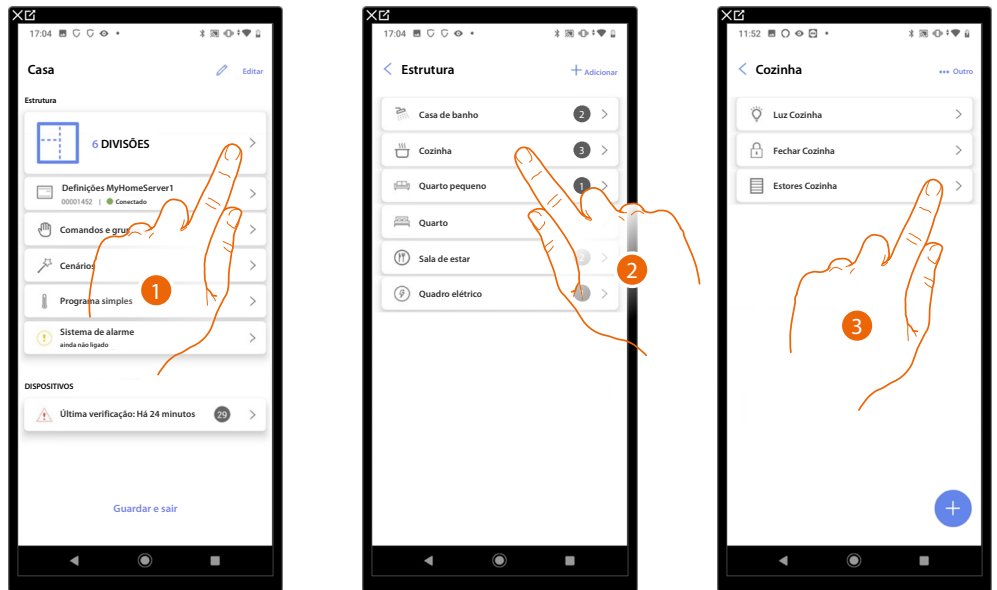 17:04
Casa
Editar
Estrutura
6 DIVISÕES
Definições MyHomeServer1
00001452 | Conectado
Comandos e gru
Cenários
1
Programa simples
Sistema de alarme
ainda não ligado
DISPOSITIVOS
Última verificação: Há 24 minutos 29
Guardar e sair
17:04
Estrutura
Adicionar
Casa de banho 2
Cozinha 3
Quarto pequeno 1
Quarto
Sala de estar 2
2
Quadro elétrico
11:52
Cozinha
Outro
Luz Cozinha
Fechar Cozinha
Estores Cozinha
3